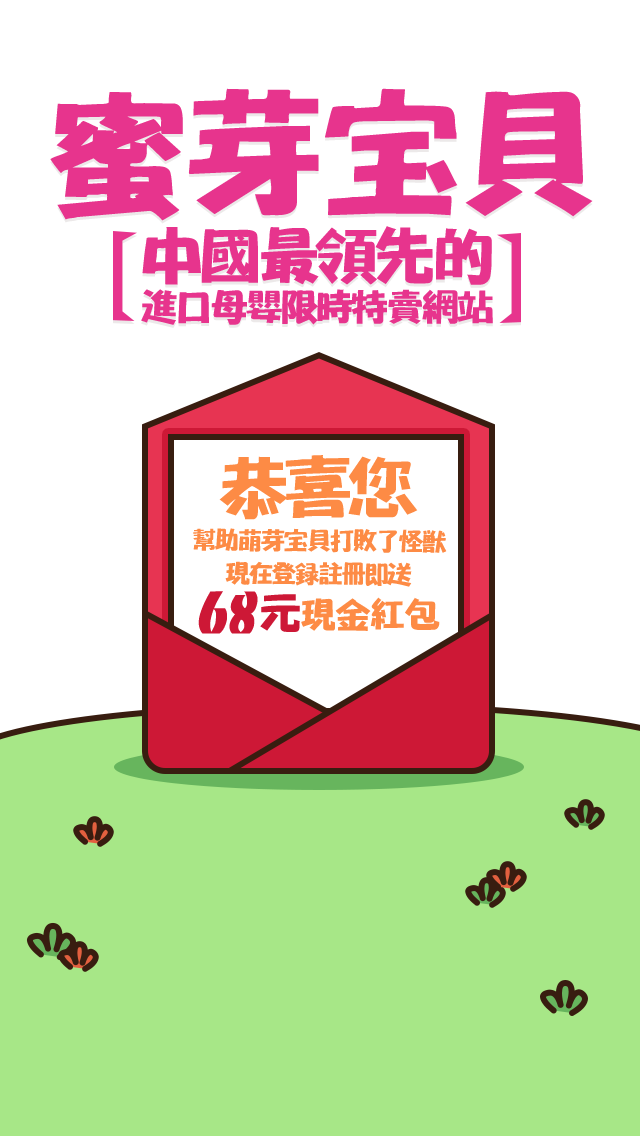 蜜芽宝貝
[中國最領先的
進口母嬰限時特賣網站]
恭喜您
幫助萌芽宝貝打敗了怪獸
現在登録註冊即送
68元現金紅包